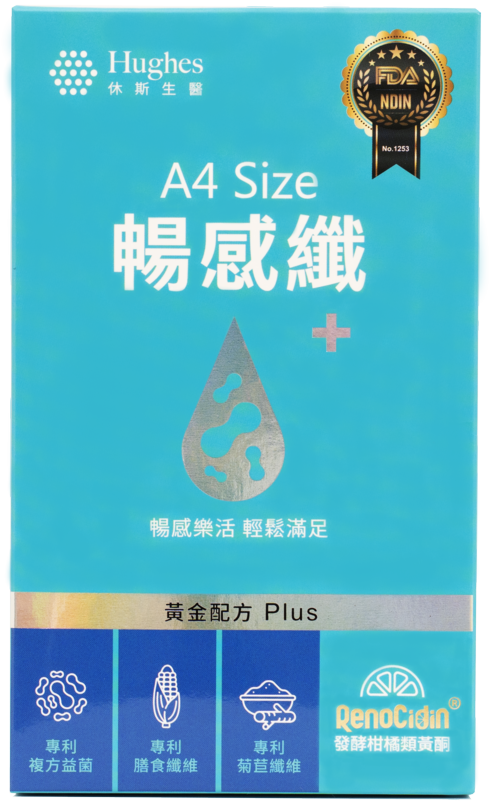 Hughes
休斯生醫
FDA
NDIN
No.1253
A4 Size
暢感纖
+
暢感樂活 輕鬆滿足
黃金配方 Plus
專利
複方益菌
專利
膳食纖維
專利
菊苣纖維
RenoCidin®
發酵柑橘類黃酮